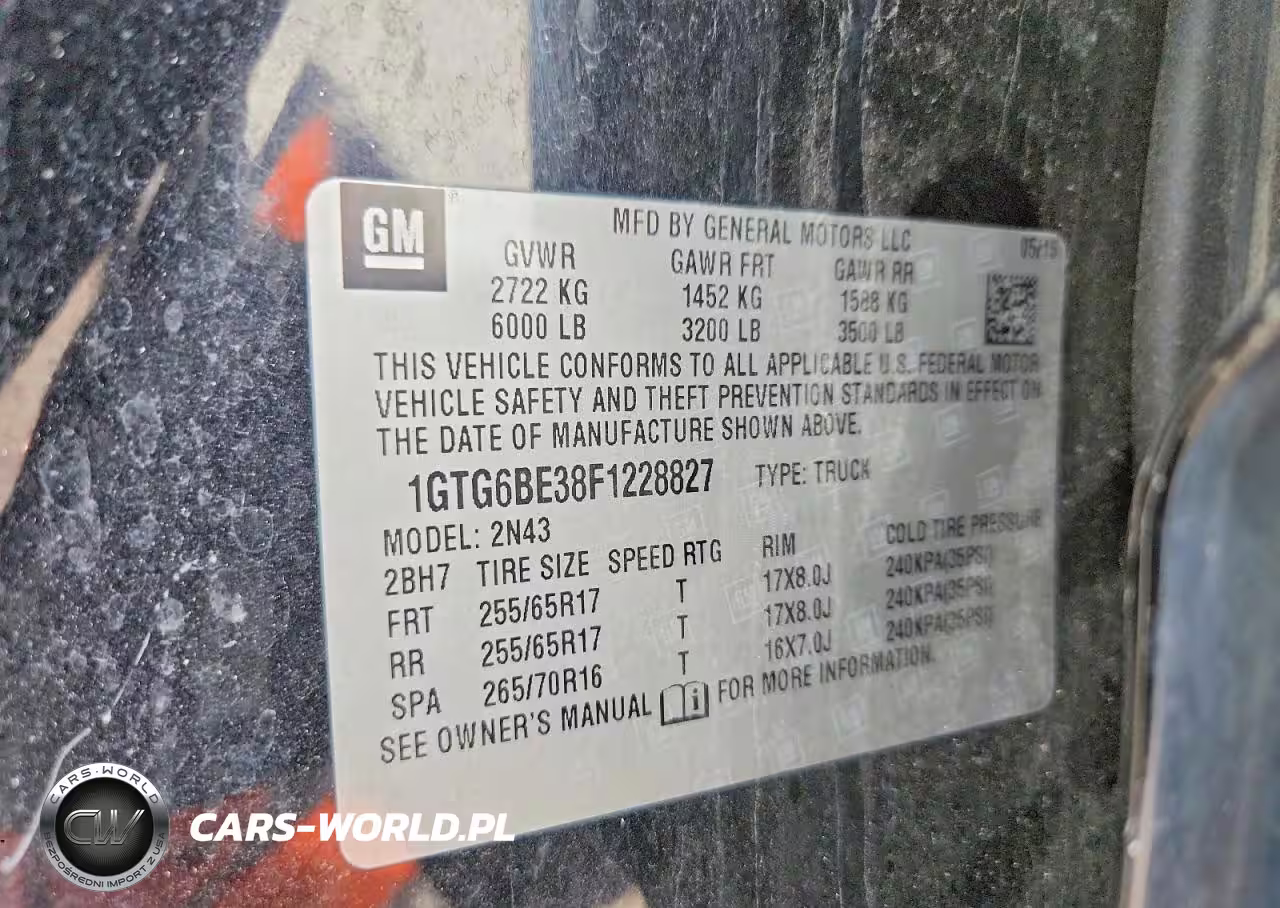 GM
MFD BY GENERAL MOTORS LLC
05/15
GVWR GAWR FRT GAWR RR
2722 KG 1452 KG 1588 KG
6000 LB 3200 LB 3500 LB
THIS VEHICLE CONFORMS TO ALL APPLICABLE U.S. FEDERAL MOTOR
VEHICLE SAFETY AND THEFT PREVENTION STANDARDS IN EFFECT ON
THE DATE OF MANUFACTURE SHOWN ABOVE.
1GTG6BE38F1228827 TYPE: TRUCK
MODEL: 2N43
2BH7 TIRE SIZE SPEED RTG RIM COLD TIRE PRESSURE
FRT 255/65R17 T 17X8.0J 240KPA(35PSI)
RR 255/65R17 T 17X8.0J 240KPA(35PSI)
SPA 265/70R16 T 16X7.0J 240KPA(35PSI)
SEE OWNER'S MANUAL FOR MORE INFORMATION.
CARS-WORLD
CW
BEZPOŚREDNI IMPORT Z USA
CARS-WORLD.PL